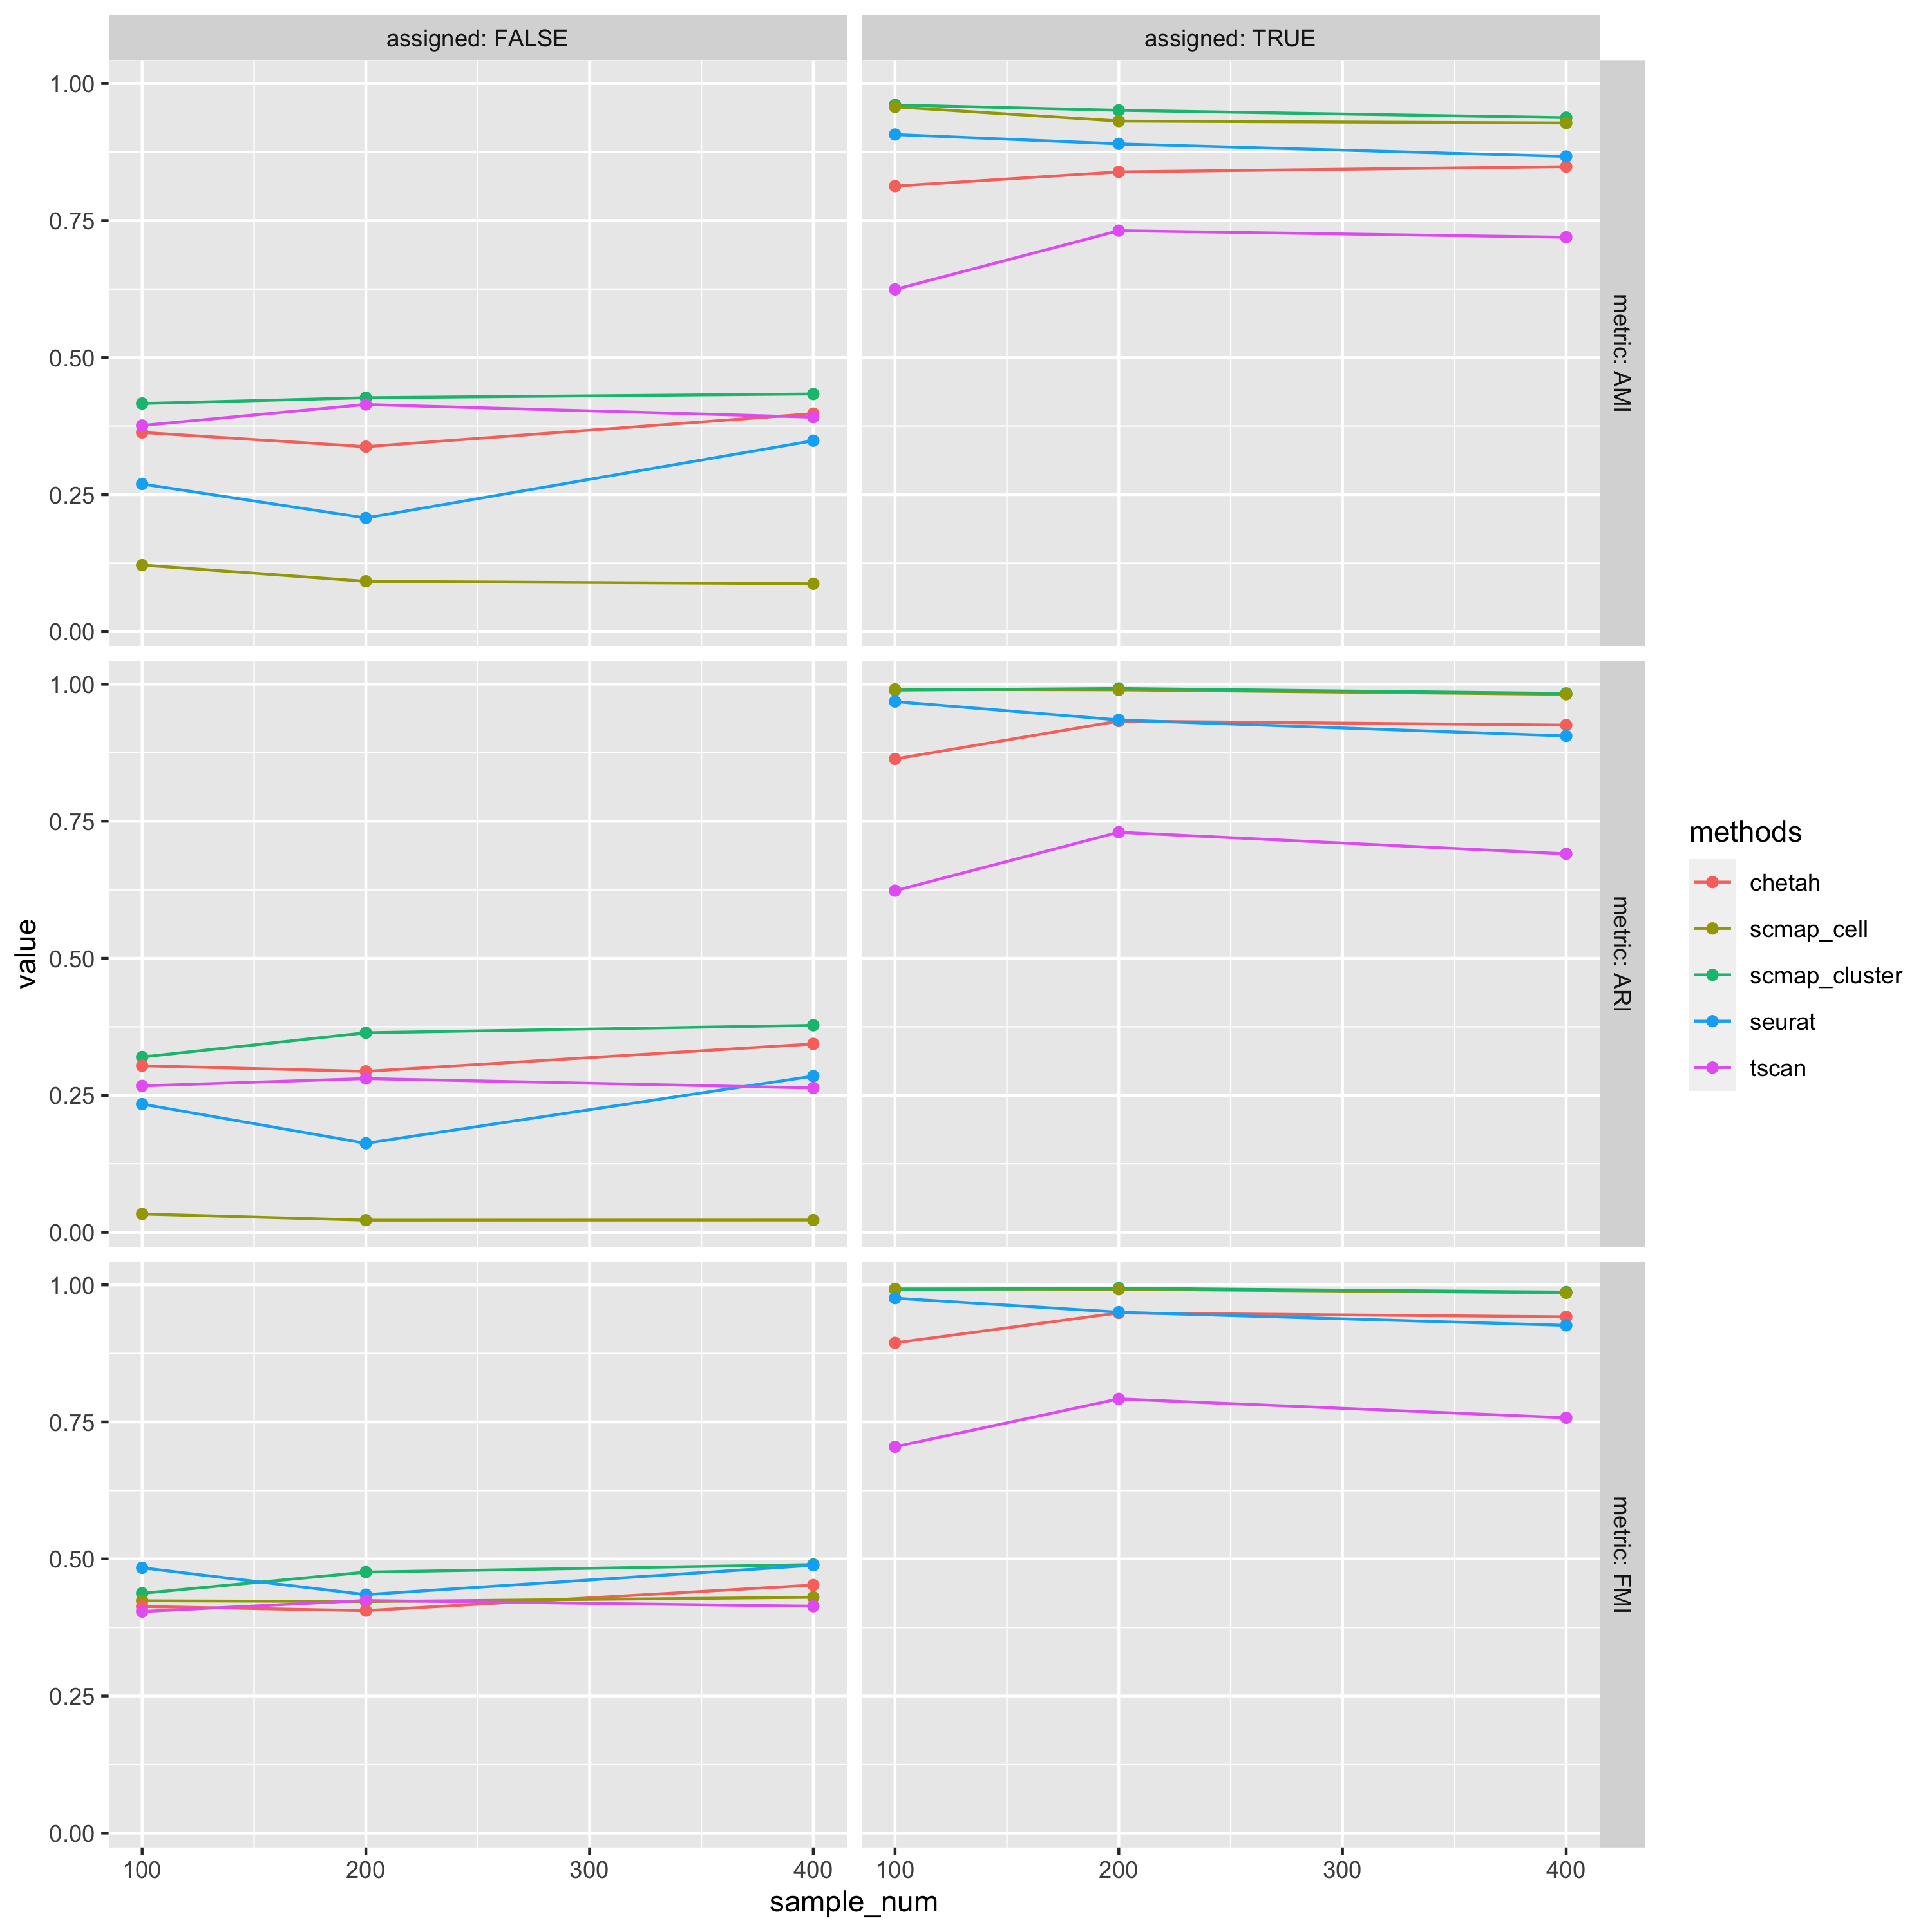 assigned: FALSE
assigned: TRUE
1.00
0.75
0.50
0.25
0.00
metric: AMI
1.00
0.75
0.50
0.25
0.00
metric: ARI
1.00
0.75
0.50
0.25
0.00
metric: FMI
100 200 300 400
100 200 300 400
sample_num
value
methods
chetah
scmap_cell
scmap_cluster
seurat
tscan